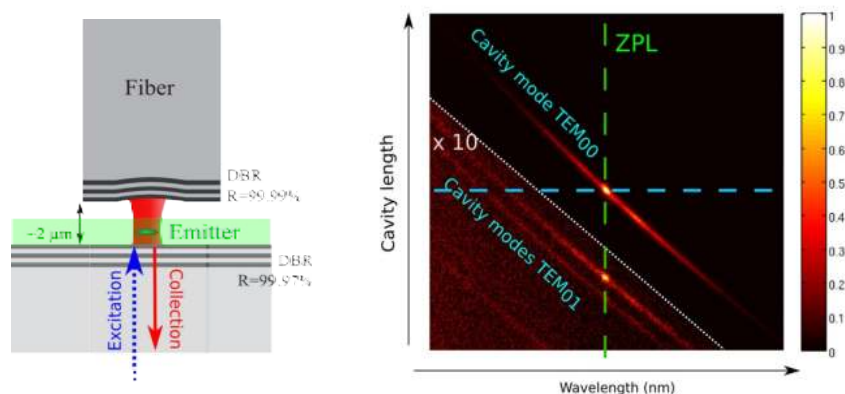 Fiber
DBR
R=99.99%
~2 µm
Emitter
DBR
R=99.97%
Excitation
Collection
Cavity length
ZPL
Cavity mode TEM00
x 10
Cavity modes TEM01
Wavelength (nm)
1
0.9
0.8
0.7
0.6
0.5
0.4
0.3
0.2
0.1
0